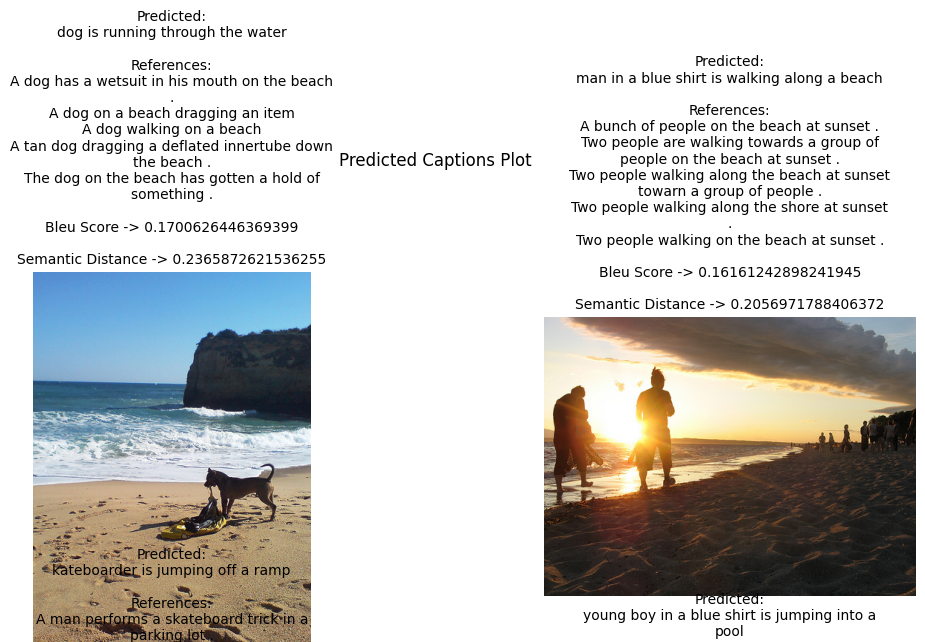 Predicted:
dog is running through the water
References:
A dog has a wetsuit in his mouth on the beach
.
A dog on a beach dragging an item
A dog walking on a beach
A tan dog dragging a deflated innertube down
the beach .
The dog on the beach has gotten a hold of
something .
Bleu Score -> 0.1700626446369399
Semantic Distance -> 0.2365872621536255
Predicted Captions Plot
Predicted:
man in a blue shirt is walking along a beach
References:
A bunch of people on the beach at sunset .
Two people are walking towards a group of
people on the beach at sunset .
Two people walking along the beach at sunset
towarn a group of people .
Two people walking along the shore at sunset
.
Two people walking on the beach at sunset .
Bleu Score -> 0.16161242898241945
Semantic Distance -> 0.2056971788406372
Predicted:
kateboarder is jumping off a ramp
References:
A man performs a skateboard trick in a
parking lot .
Predicted:
young boy in a blue shirt is jumping into a
pool